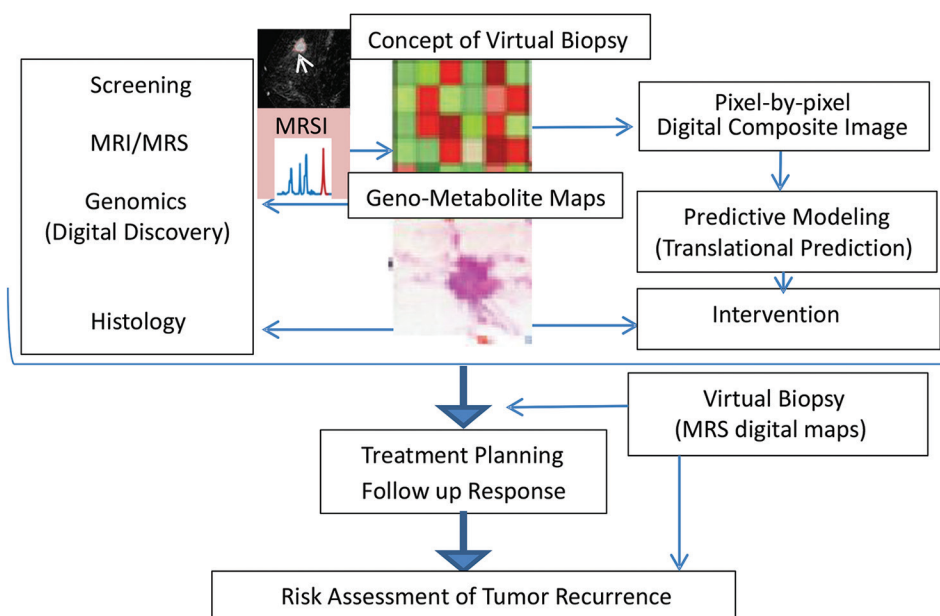 Concept of Virtual Biopsy
Screening
MRI/MRS
Genomics
(Digital Discovery)
Histology
MRSI
Geno-Metabolite Maps
Pixel-by-pixel
Digital Composite Image
Predictive Modeling
(Translational Prediction)
Intervention
Virtual Biopsy
(MRS digital maps)
Treatment Planning
Follow up Response
Risk Assessment of Tumor Recurrence